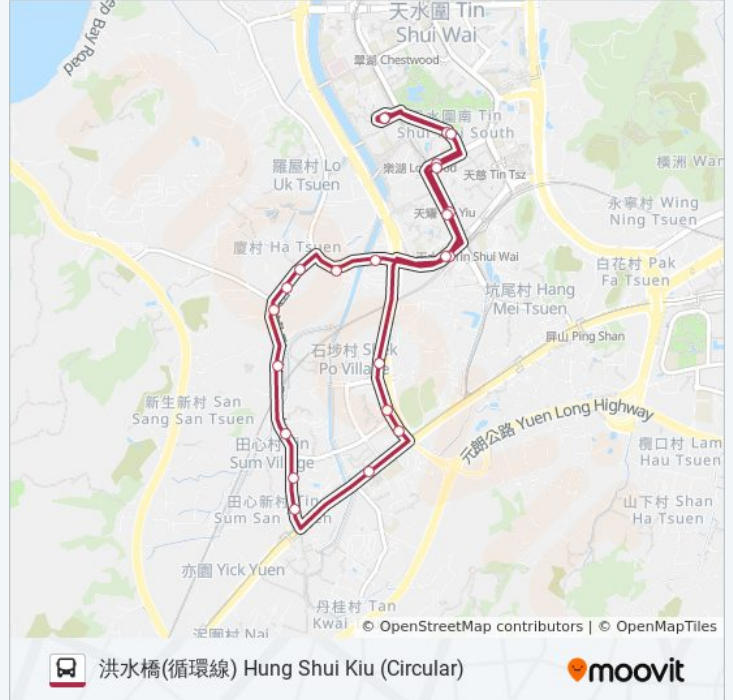 天水圍 Tin
Shui Wai
ep Bay Road
翠湖 Chestwood
水圍南 Tin
Shui Wai South
橫洲 Wan
羅屋村 Lo
Uk Tsuen
樂湖 Lo
天慈 Tin Tsz
永寧村 Wing
Ning Tsuen
天耀 Yiu
廈村 Ha Tsuen
Tin Shui Wai
白花村 Pak
Fa Tsuen
坑尾村 Hang
Mei Tsuen
屏山 Ping Shan
石埗村 Shek
Po Village
新生新村 San
Sang San Tsuen
元朗公路 Yuen Long Highway
田心村 Tin
Sum Village
欖口村 Lam
Hau Tsuen
田心新村 Tin
Sum San
山下村 Shan
Ha Tsuen
亦園 Yick Yuen
丹桂村 Tan
Kwai
泥圍村 Nai
© OpenStreetMap contributors | © OpenMapTiles
洪水橋(循環線) Hung Shui Kiu (Circular)
moovit